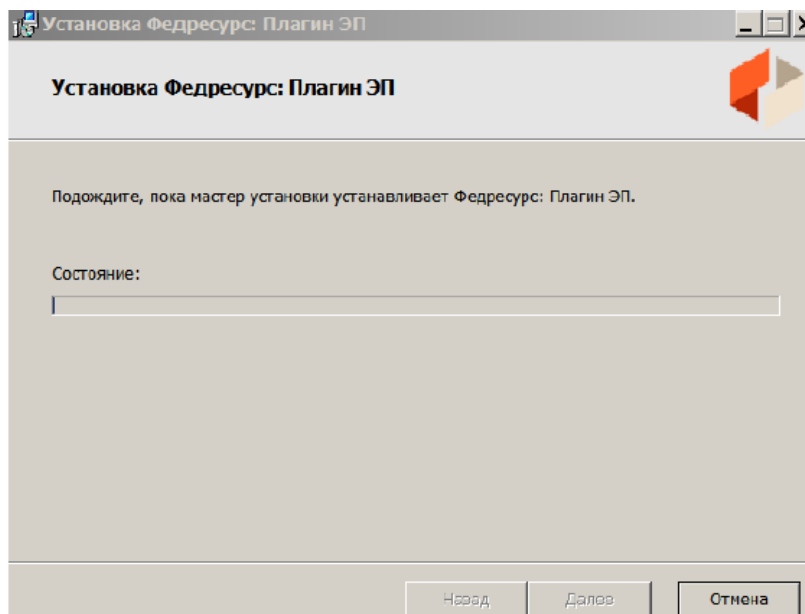 Установка Федресурс: Плагин ЭП
Установка Федресурс: Плагин ЭП
Подождите, пока мастер установки устанавливает Федресурс: Плагин ЭП.
Состояние:
Назад
Далее
Отмена